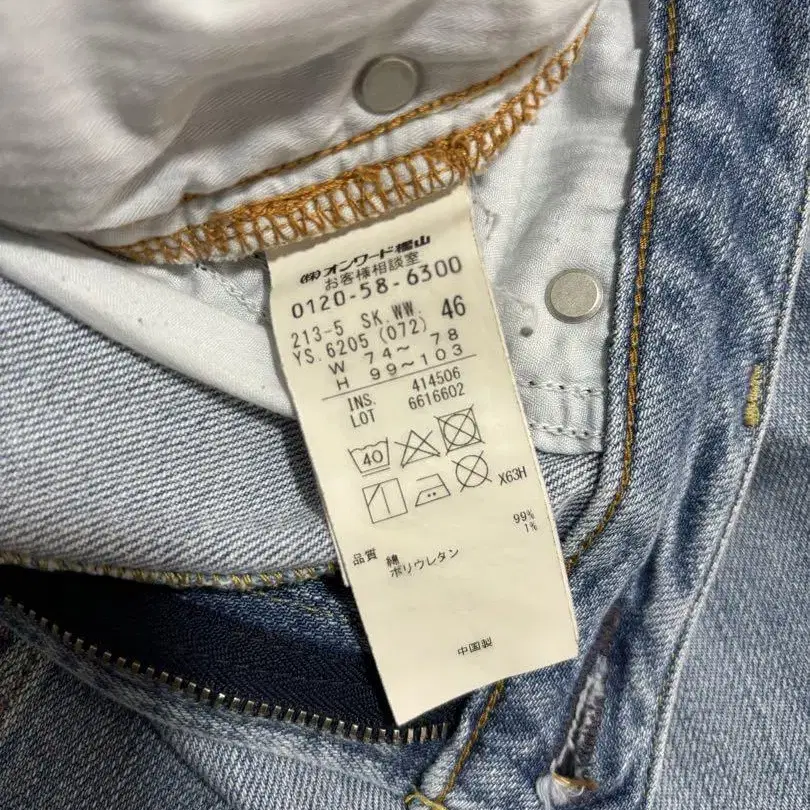 ㈱オンワード樫山
お客様相談室
0120-58-6300
213-5 SK.WW. 46
YS.6205 (072)
W 74～ 78
H 99～103
INS. 414506
LOT 6616602
40
X63H
品質 綿 99%
ポリウレタン 1%
中国製